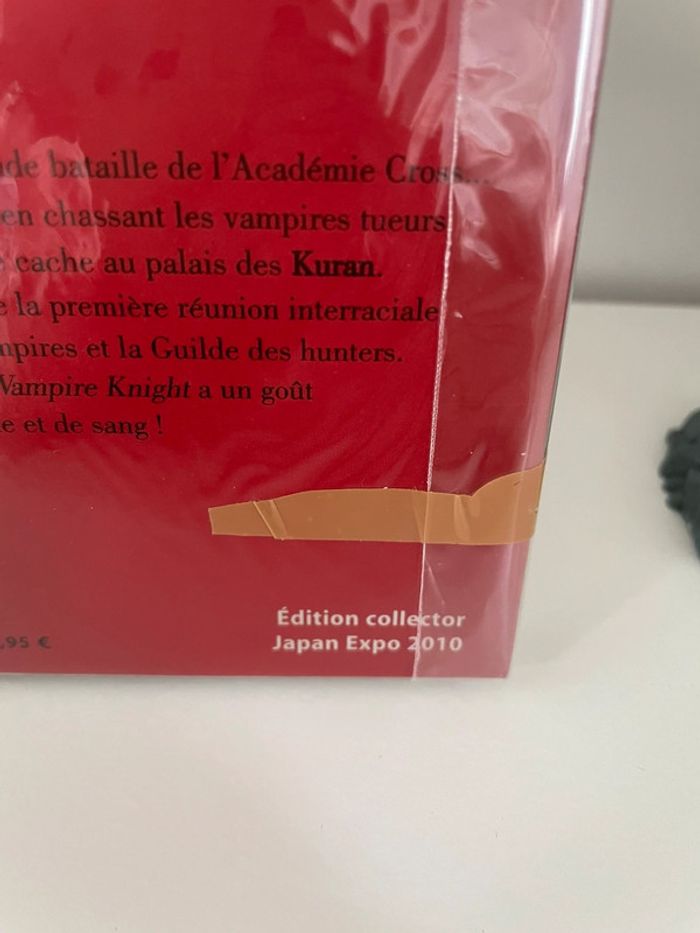 de bataille de l'Académie Cross...
en chassant les vampires tueurs
cache au palais des Kuran.
la première réunion interraciale
et la Guilde des hunters.
Vampire Knight a un goût
et de sang !
Édition collector
,95 € Japan Expo 2010